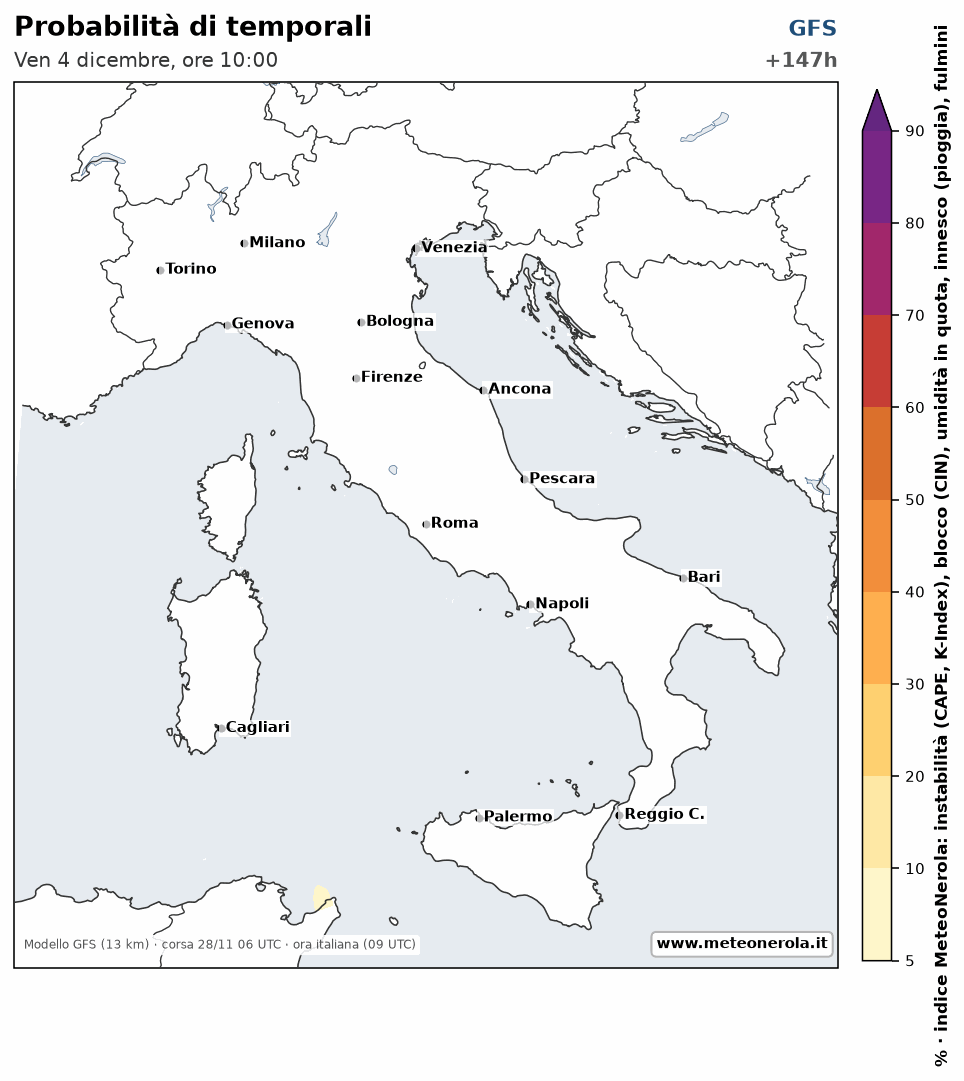 Probabilità di temporali
GFS
Ven 4 dicembre, ore 10:00
+147h
Milano
Venezia
Torino
Genova
Bologna
Firenze
Ancona
Pescara
Roma
Bari
Napoli
Cagliari
Palermo
Reggio C.
Modello GFS (13 km) · corsa 28/11 06 UTC · ora italiana (09 UTC)
www.meteonerola.it
90
80
70
60
50
40
30
20
10
5
% · indice MeteoNerola: instabilità (CAPE, K-Index), blocco (CIN), umidità in quota, innesco (pioggia), fulmini